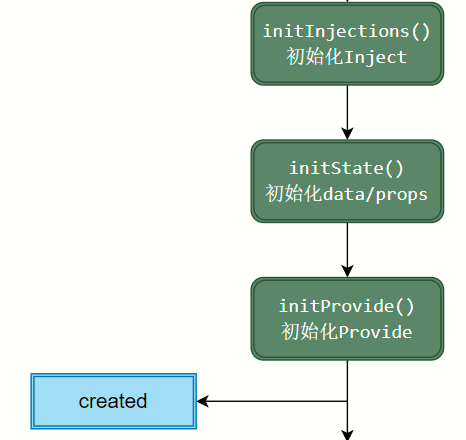 initInjections()
初始化Inject
initState()
初始化data/props
initProvide()
初始化Provide
created